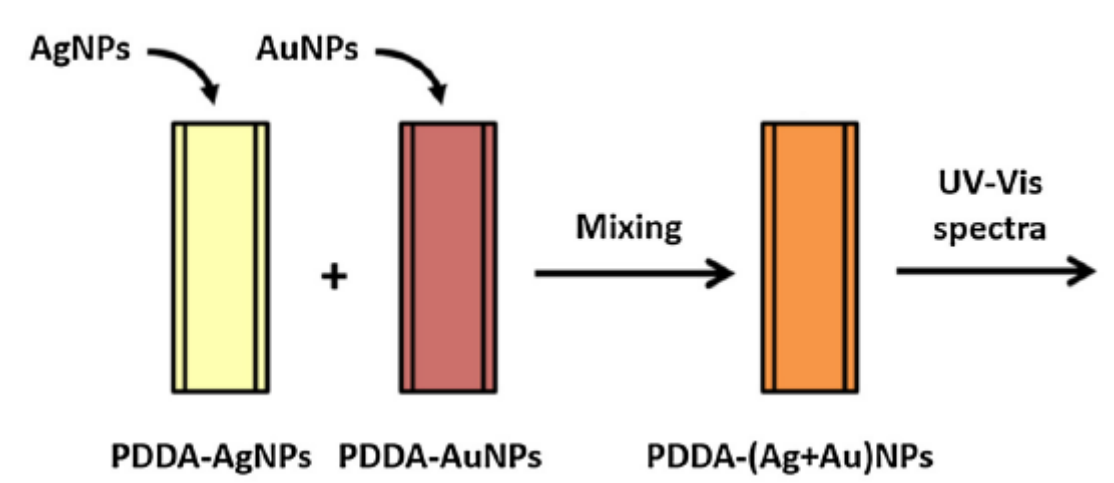 AgNPs
AuNPs
+
Mixing
UV-Vis
spectra
PDDA-AgNPs
PDDA-AuNPs
PDDA-(Ag+Au)NPs